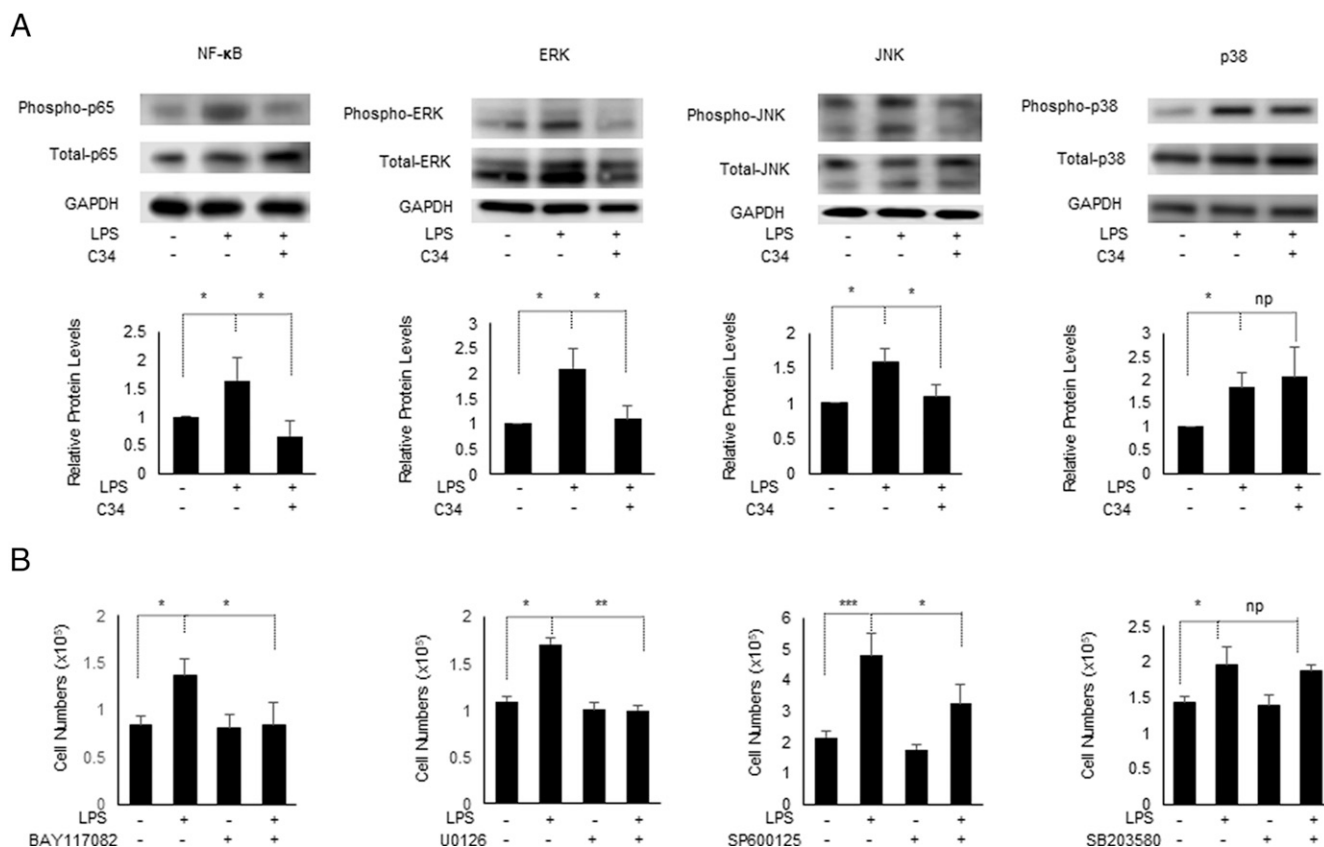 A
NF-κB
Phospho-p65
Total-p65
GAPDH
LPS - + +
C34 - - +
ERK
Phospho-ERK
Total-ERK
GAPDH
LPS - + +
C34 - - +
JNK
Phospho-JNK
Total-JNK
GAPDH
LPS - + +
C34 - - +
p38
Phospho-p38
Total-p38
GAPDH
LPS - + +
C34 - - +
* *
Relative Protein Levels
2.5
2
1.5
1
0.5
0
LPS - + +
C34 - - +
* *
Relative Protein Levels
3
2.5
2
1.5
1
0.5
0
LPS - + +
C34 - - +
* *
Relative Protein Levels
2
1.5
1
0.5
0
LPS - + +
C34 - - +
* np
Relative Protein Levels
3
2.5
2
1.5
1
0.5
0
LPS - + +
C34 - - +
B
* *
Cell Numbers (x10⁵)
2
1.5
1
0.5
0
LPS - + - +
BAY117082 - - + +
* **
Cell Numbers (x10⁵)
2
1.5
1
0.5
0
LPS - + - +
U0126 - - + +
*** *
Cell Numbers (x10⁵)
6
5
4
3
2
1
0
LPS - + - +
SP600125 - - + +
* np
Cell Numbers (x10⁵)
2.5
2
1.5
1
0.5
0
LPS - + - +
SB203580 - - + +